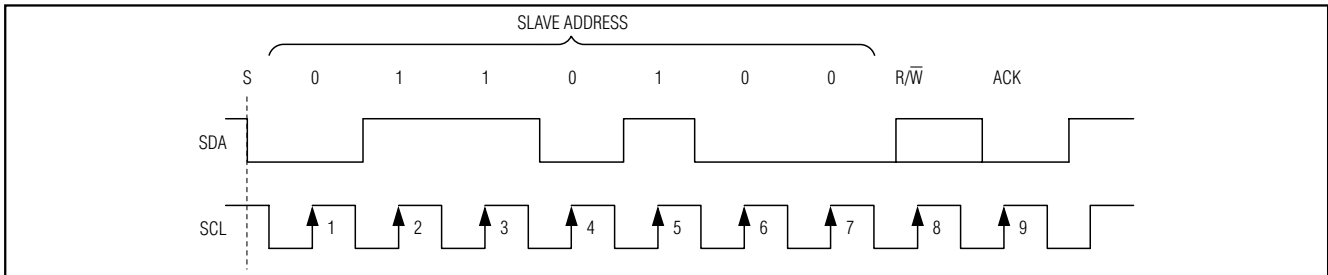 SLAVE ADDRESS
S 0 1 1 0 1 0 0 R/W̅ ACK
SDA
SCL 1 2 3 4 5 6 7 8 9